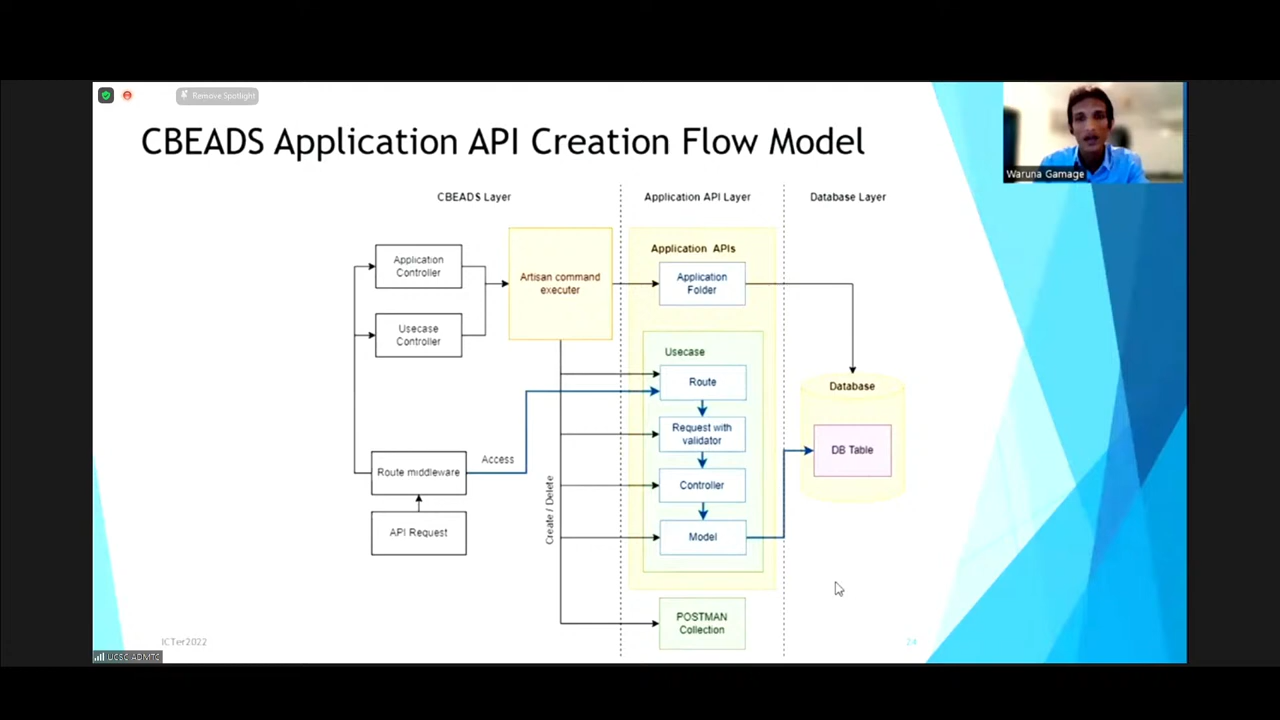 Remove Spotlight
CBEADS Application API Creation Flow Model
Waruna Gamage
CBEADS Layer
Application API Layer
Database Layer
Application APIs
Application
Controller
Artisan command
executer
Application
Folder
Usecase
Controller
Usecase
Route
Database
Request with
validator
DB Table
Access
Route middleware
Controller
Create / Delete
API Request
Model
POSTMAN
Collection
ICTer2022
24
UCSC ADMTC